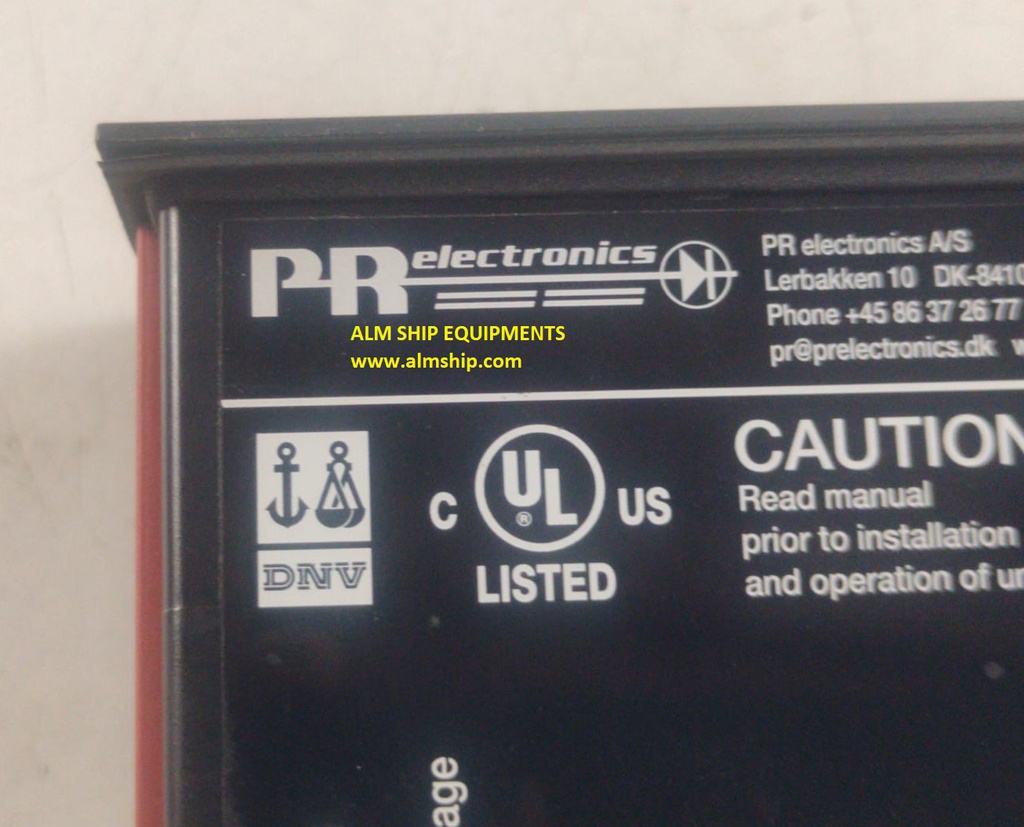 PR electronics
ALM SHIP EQUIPMENTS
www.almship.com
PR electronics A/S
Lerbakken 10 DK-8410
Phone +45 86 37 26 77
pr@prelectronics.dk w
DNV
C UL® US
LISTED
CAUTION
Read manual
prior to installation
and operation of un
age